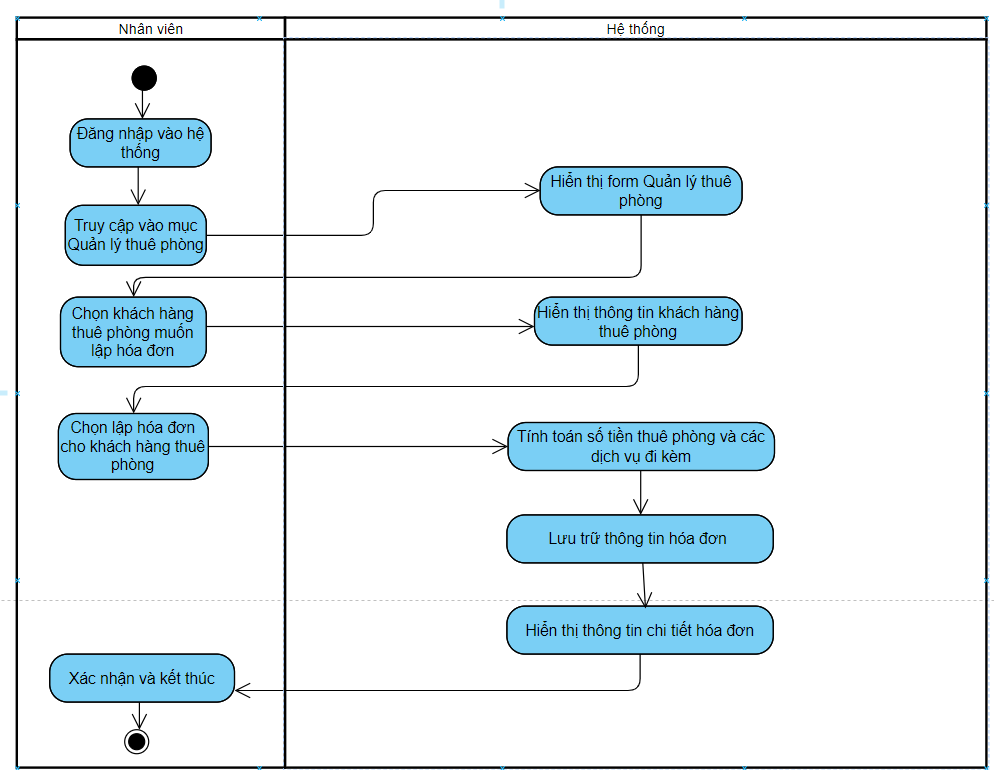 Nhân viên
Hệ thống
Đăng nhập vào hệ
thống
Hiển thị form Quản lý thuê
phòng
Truy cập vào mục
Quản lý thuê phòng
Chọn khách hàng
thuê phòng muốn
lập hóa đơn
Hiển thị thông tin khách hàng
thuê phòng
Chọn lập hóa đơn
cho khách hàng thuê
phòng
Tính toán số tiền thuê phòng và các
dịch vụ đi kèm
Lưu trữ thông tin hóa đơn
Hiển thị thông tin chi tiết hóa đơn
Xác nhận và kết thúc